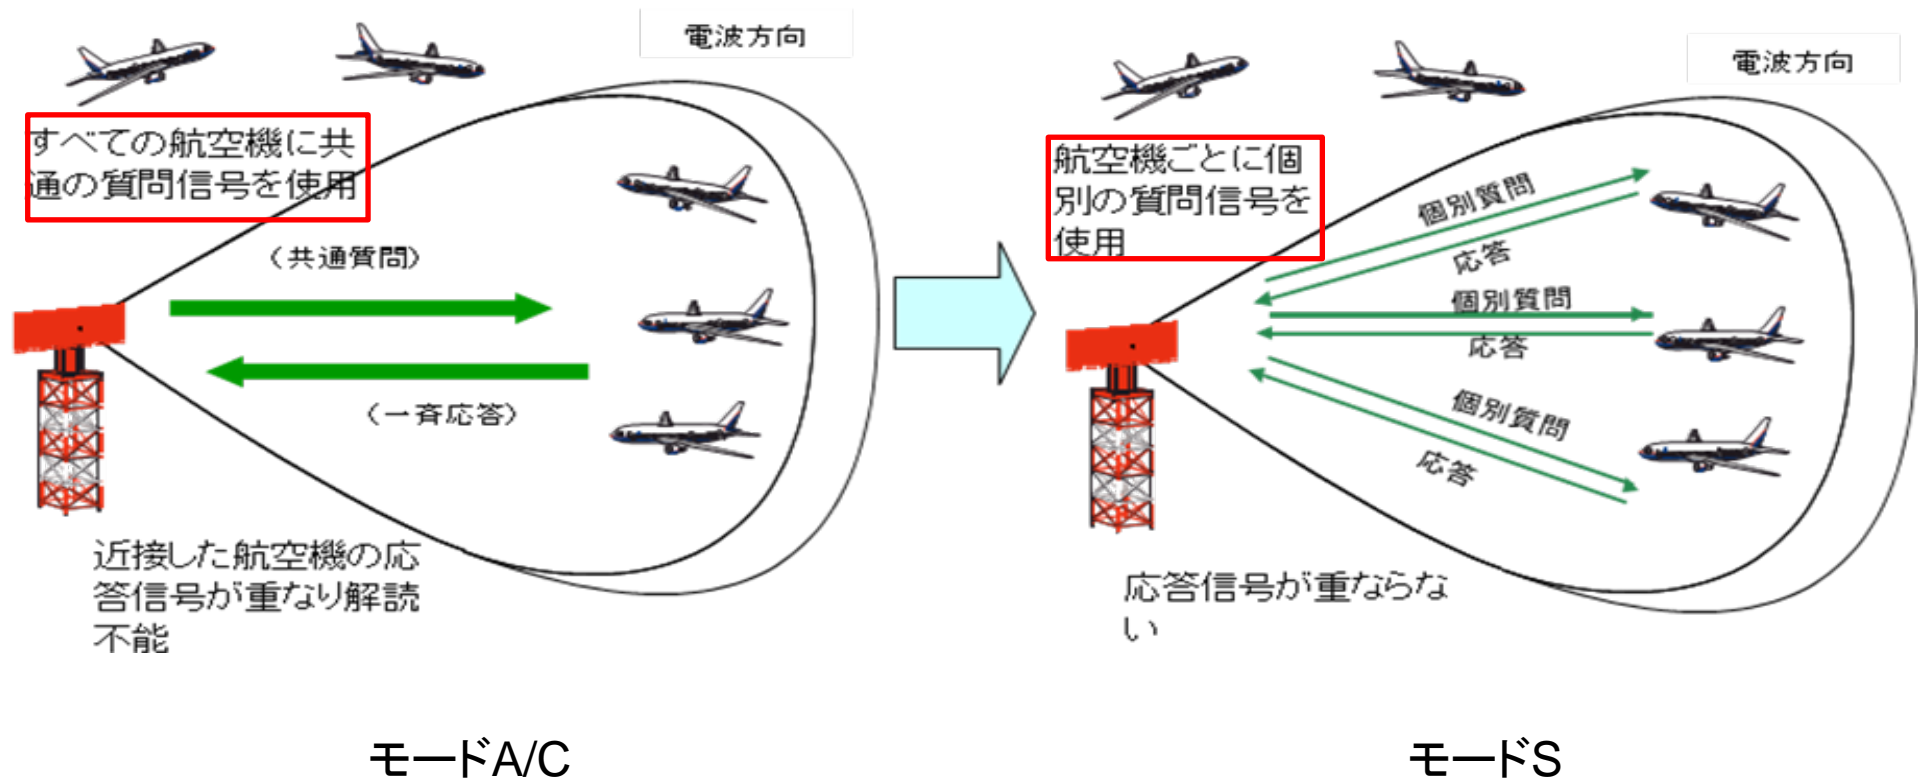 電波方向
すべての航空機に共
通の質問信号を使用
（共通質問）
（一斉応答）
近接した航空機の応
答信号が重なり解読
不能
モードA/C
電波方向
航空機ごとに個
別の質問信号を
使用
個別質問
応答
個別質問
応答
個別質問
応答
応答信号が重ならな
い
モードS